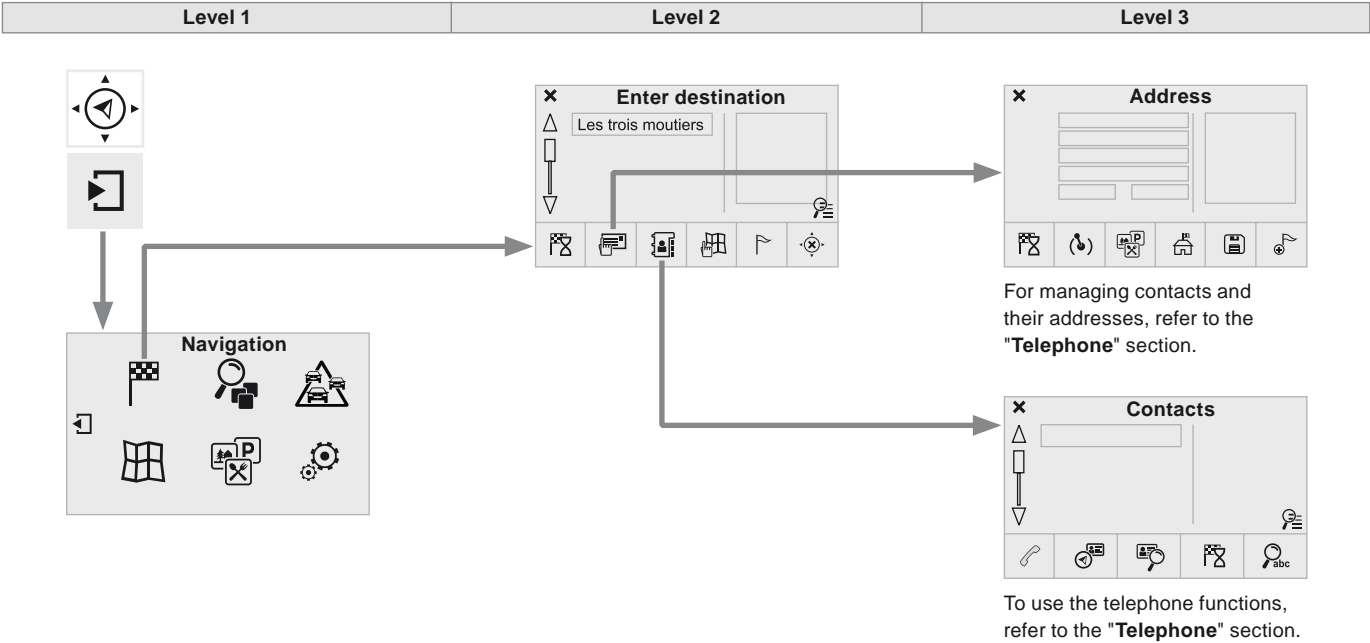 Level 1
Level 2
Level 3
Enter destination
Les trois moutiers
Address
P
For managing contacts and
their addresses, refer to the
"Telephone" section.
Navigation
P
Contacts
abc
To use the telephone functions,
refer to the "Telephone" section.